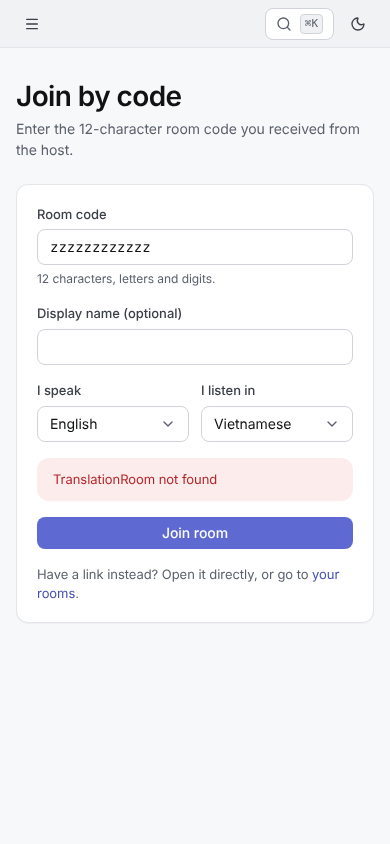 ⌘K
Join by code
Enter the 12-character room code you received from
the host.
Room code
zzzzzzzzzzzz
12 characters, letters and digits.
Display name (optional)
I speak
I listen in
English
Vietnamese
TranslationRoom not found
Join room
Have a link instead? Open it directly, or go to your
rooms.